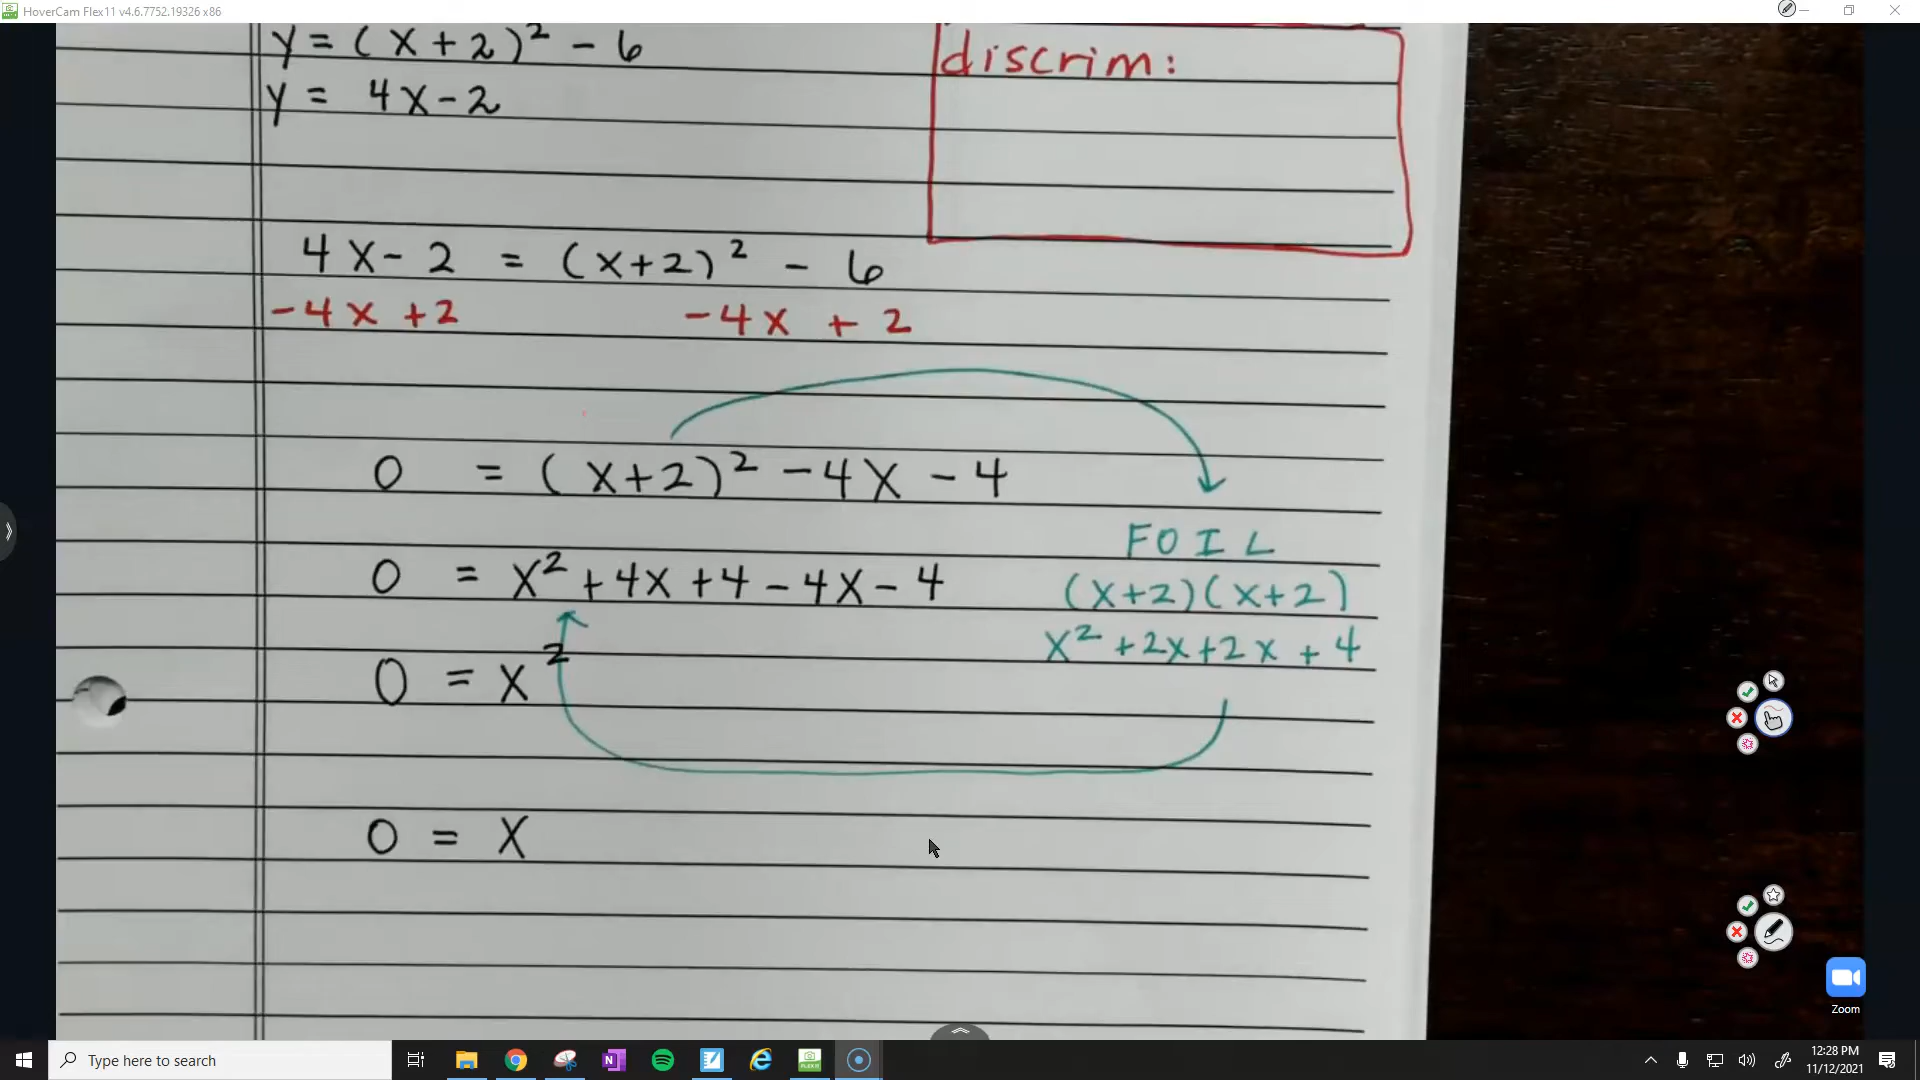 HoverCam Flex11 v4.6.7752.19326 x86
y = (x+2)² - 6
y = 4x-2
discrim:
4x-2 = (x+2)² - 6
-4x +2 -4x + 2
0 = (x+2)² -4x -4
FOIL
0 = x² +4x +4 -4x -4
(x+2)(x+2)
x² +2x+2x +4
0 = x²
0 = x
Zoom
Type here to search
12:28 PM
11/12/2021